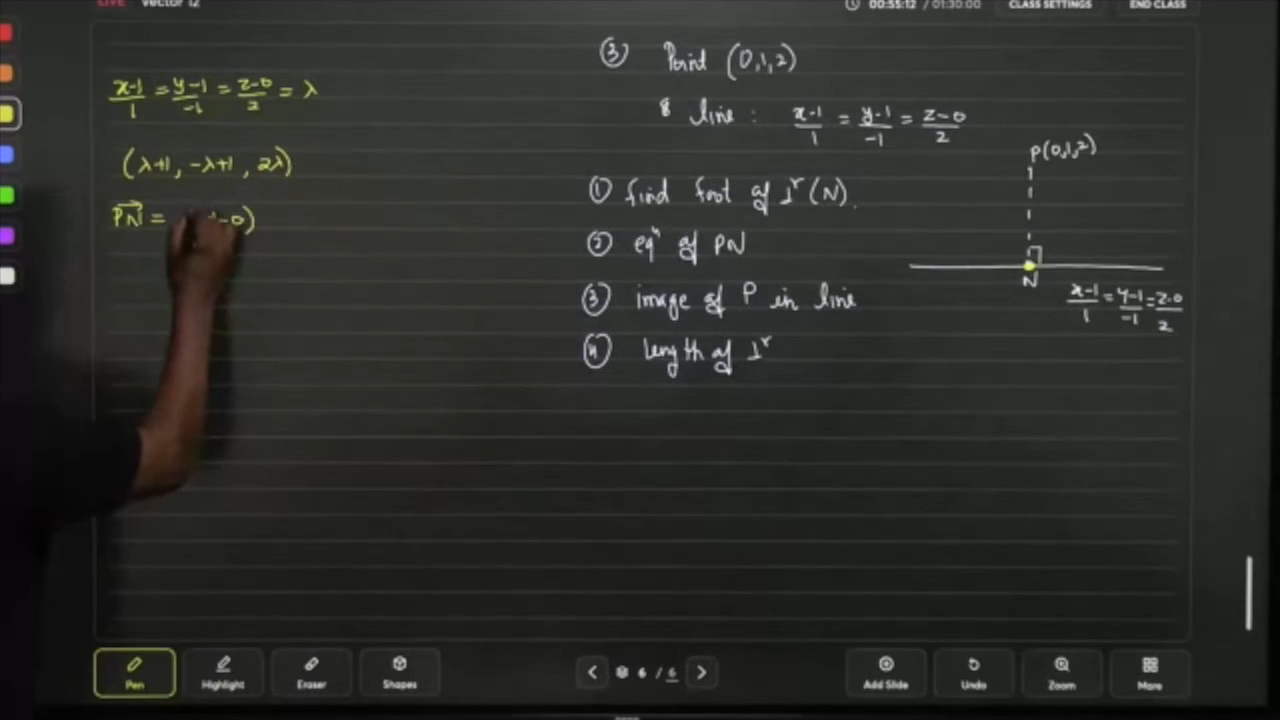 LIVE Vector 12
00:55:12 / 01:30:00 CLASS SETTINGS END CLASS
x-1/1 = y-1/-1 = z-0/2 = λ
(λ+1, -λ+1, 2λ)
PN =
③ Point (0,1,2)
& line : x-1/1 = y-1/-1 = z-0/2
① find foot of ⊥r (N).
② eqn of PN
③ image of P in line
④ length of ⊥r
P(0,1,2)
N
x-1/1 = y-1/-1 = z-0/2
Pen Highlight Eraser Shapes
6 / 6
Add Slide Undo Zoom More